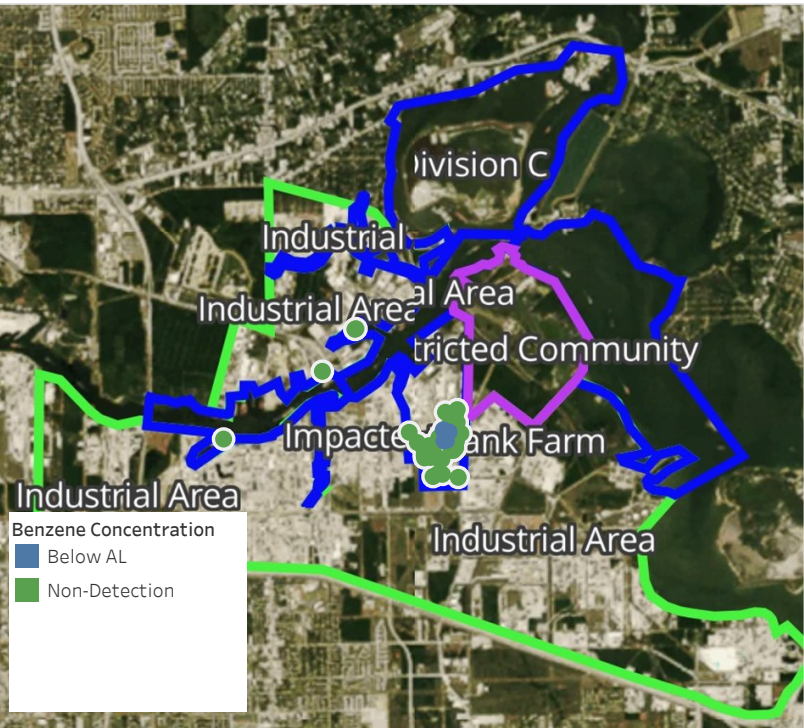 Division C
Industrial
al Area
Industrial Area
tricted Community
Impacte
ank Farm
Industrial Area
Industrial Area
Benzene Concentration
Below AL
Non-Detection